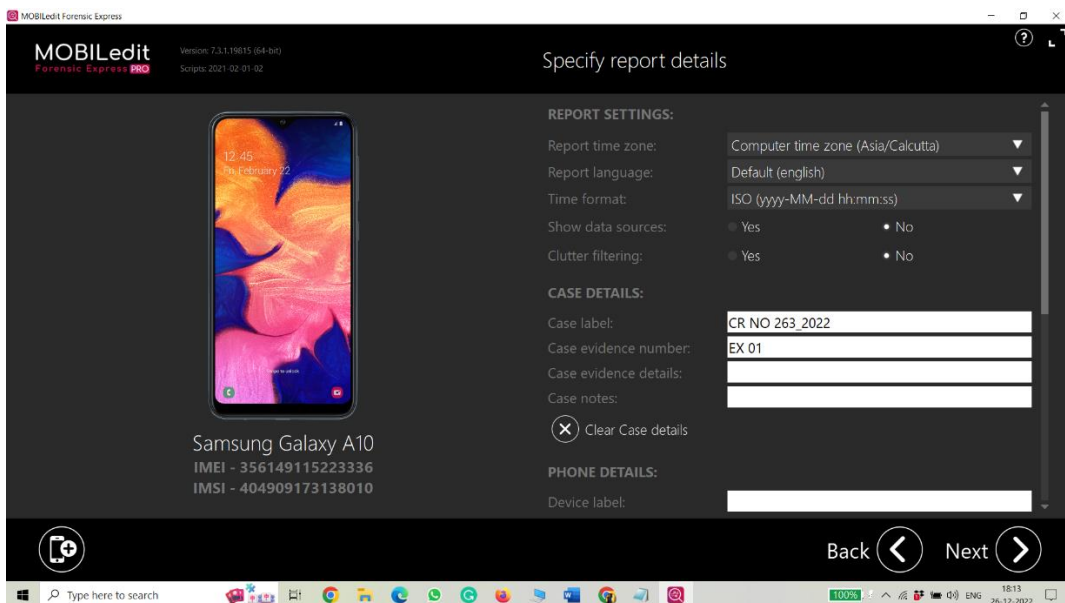 MOBILedit Forensic Express
MOBILedit
Forensic Express PRO
Version: 7.3.1.19815 (64-bit)
Scripts: 2021-02-01-02
Specify report details
?
12 45
Fri, February 22
Samsung Galaxy A10
IMEI - 356149115223336
IMSI - 404909173138010
REPORT SETTINGS:
Report time zone: Computer time zone (Asia/Calcutta)
Report language: Default (english)
Time format: ISO (yyyy-MM-dd hh:mm:ss)
Show data sources: Yes No
Clutter filtering: Yes No
CASE DETAILS:
Case label: CR NO 263_2022
Case evidence number: EX 01
Case evidence details:
Case notes:
Clear Case details
PHONE DETAILS:
Device label:
Back Next
Type here to search
100% ENG 18:13
26-12-2022